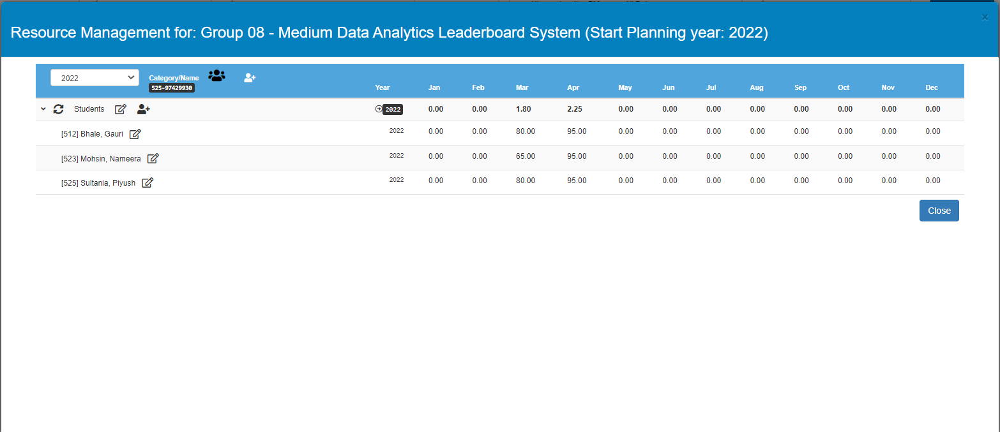 Resource Management for: Group 08 - Medium Data Analytics Leaderboard System (Start Planning year: 2022)
×
2022 Category/Name
525-97429930
Year Jan Feb Mar Apr May Jun Jul Aug Sep Oct Nov Dec
Students 2022 0.00 0.00 1.80 2.25 0.00 0.00 0.00 0.00 0.00 0.00 0.00 0.00
[512] Bhale, Gauri 2022 0.00 0.00 80.00 95.00 0.00 0.00 0.00 0.00 0.00 0.00 0.00 0.00
[523] Mohsin, Nameera 2022 0.00 0.00 65.00 95.00 0.00 0.00 0.00 0.00 0.00 0.00 0.00 0.00
[525] Sultania, Piyush 2022 0.00 0.00 80.00 95.00 0.00 0.00 0.00 0.00 0.00 0.00 0.00 0.00
Close